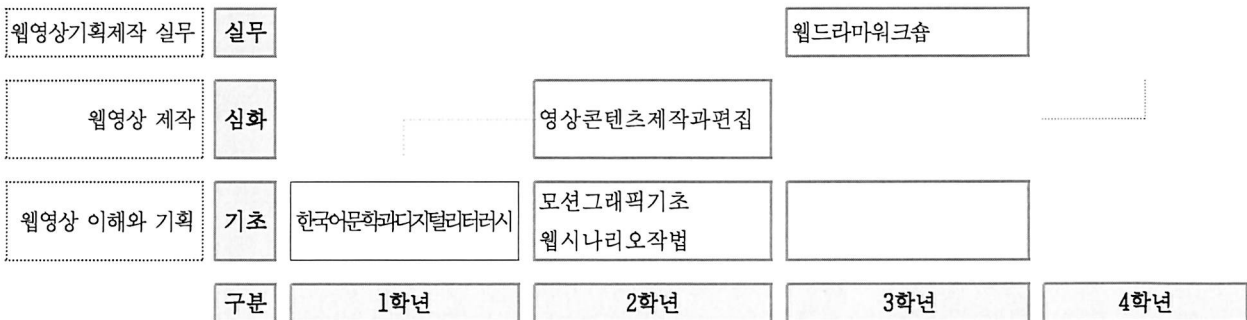 웹영상기획제작 실무 실무 웹드라마워크숍
웹영상 제작 심화 영상콘텐츠제작과편집
웹영상 이해와 기획 기초 한국어문학과디지털리터러시 모션그래픽기초
웹시나리오작법
구분 1학년 2학년 3학년 4학년